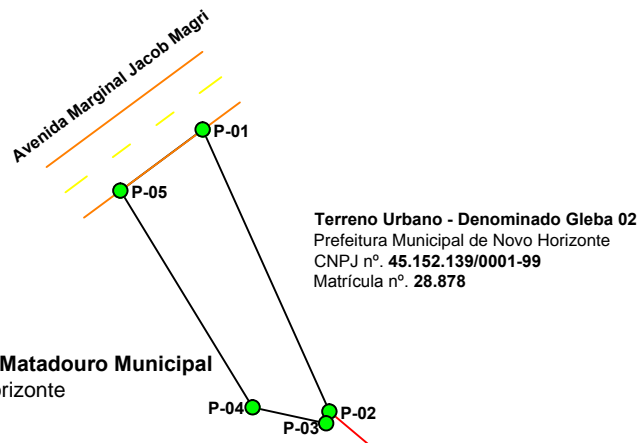 Avenida Marginal Jacob Magri
P-01
P-05
Terreno Urbano - Denominado Gleba 02
Prefeitura Municipal de Novo Horizonte
CNPJ nº. 45.152.139/0001-99
Matrícula nº. 28.878
Matadouro Municipal
orizonte
P-04
P-02
P-03